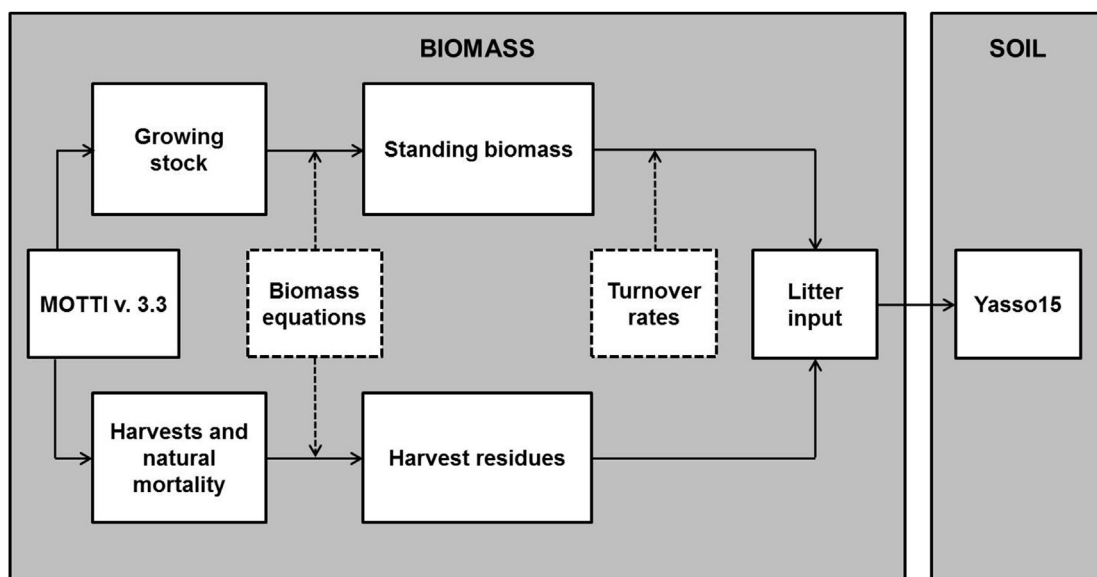 BIOMASS
SOIL
Growing
stock
Standing biomass
MOTTI v. 3.3
Biomass
equations
Turnover
rates
Litter
input
Yasso15
Harvests and
natural
mortality
Harvest residues